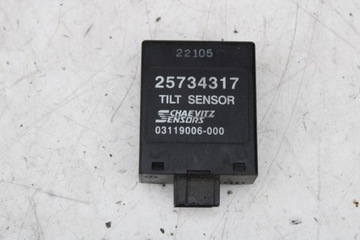 22105
25734317
TILT SENSOR
SCHAEVITZ
SENSORS
03119006-000